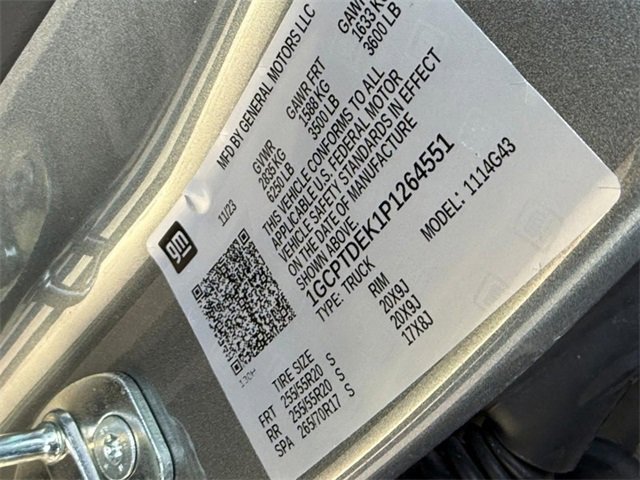 gm
MFD BY GENERAL MOTORS LLC
11/23
GVWR
2835 KG
6250 LB
GAWR FRT
1588 KG
3500 LB
GAWR
1633 KG
3600 LB
THIS VEHICLE CONFORMS TO ALL
APPLICABLE U.S. FEDERAL MOTOR
VEHICLE SAFETY STANDARDS IN EFFECT
ON THE DATE OF MANUFACTURE
SHOWN ABOVE.
1GCPTDEK1P1264551
TYPE: TRUCK
MODEL: 1114G43
TIRE SIZE RIM
FRT 255/55R20 S 20X9J
RR 255/55R20 S 20X9J
SPA 265/70R17 S 17X8J